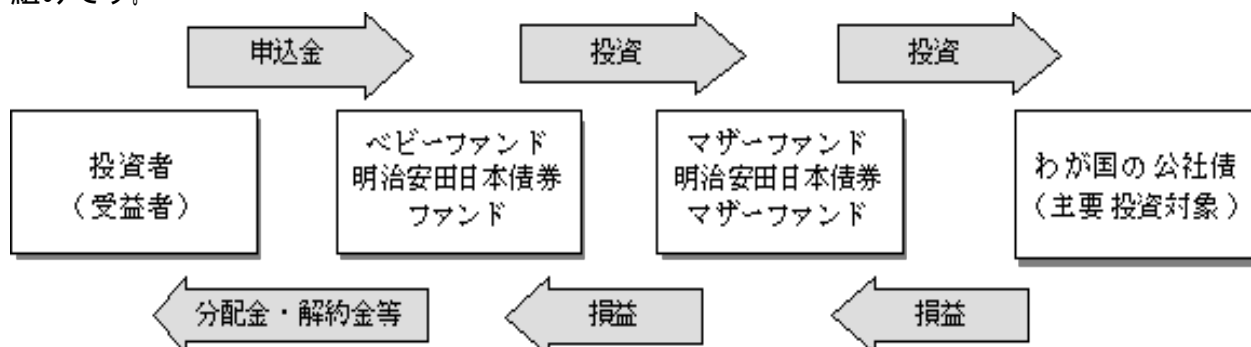 組みです。
申込金
投資
投資
投資者
（受益者）
ベビーファンド
明治安田日本債券
ファンド
マザーファンド
明治安田日本債券
マザーファンド
わが国の公社債
（主要投資対象）
分配金・解約金等
損益
損益